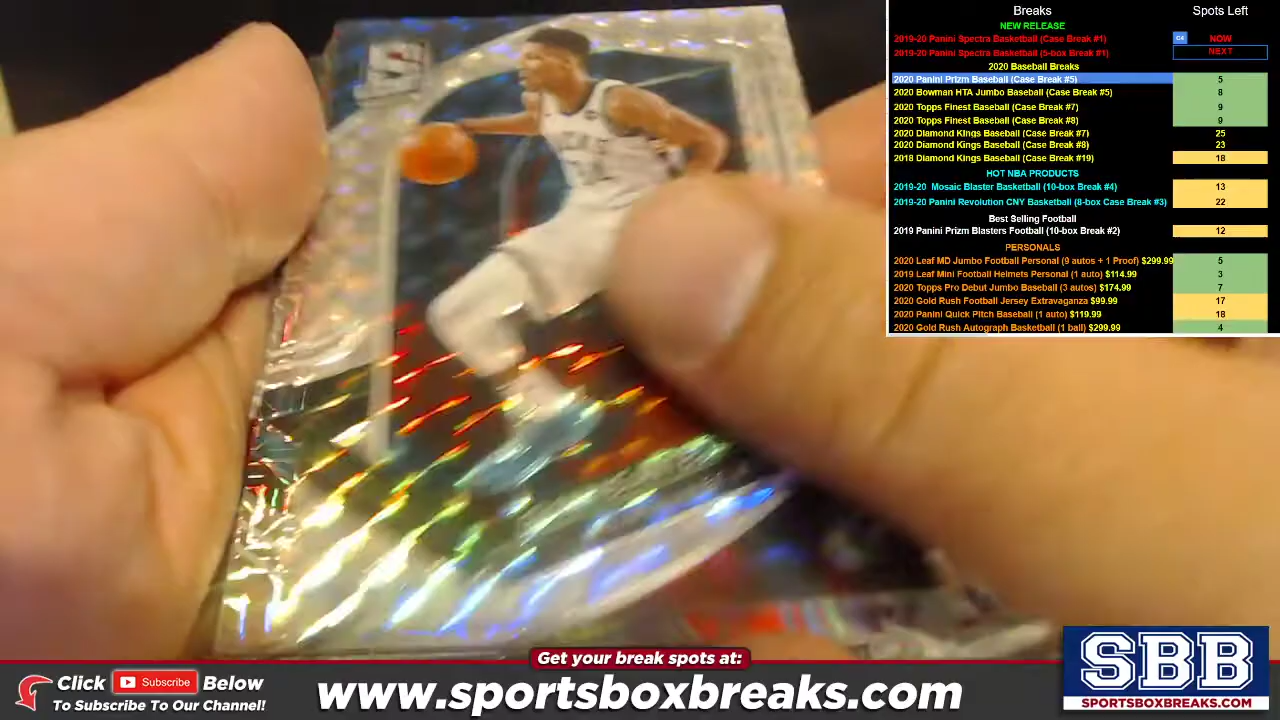 Breaks Spots Left
NEW RELEASE
2019-20 Panini Spectra Basketball (Case Break #1) C4 NOW
2019-20 Panini Spectra Basketball (5-box Break #1) NEXT
2020 Baseball Breaks
2020 Panini Prizm Baseball (Case Break #5) 5
2020 Bowman HTA Jumbo Baseball (Case Break #5) 8
2020 Topps Finest Baseball (Case Break #7) 9
2020 Topps Finest Baseball (Case Break #8) 9
2020 Diamond Kings Baseball (Case Break #7) 25
2020 Diamond Kings Baseball (Case Break #8) 23
2018 Diamond Kings Baseball (Case Break #19) 18
HOT NBA PRODUCTS
2019-20 Mosaic Blaster Basketball (10-box Break #4) 13
2019-20 Panini Revolution CNY Basketball (8-box Case Break #3) 22
Best Selling Football
2019 Panini Prizm Blasters Football (10-box Break #2) 12
PERSONALS
2020 Leaf MD Jumbo Football Personal (9 autos + 1 Proof) $299.99 5
2019 Leaf Mini Football Helmets Personal (1 auto) $114.99 3
2020 Topps Pro Debut Jumbo Baseball (3 autos) $174.99 7
2020 Gold Rush Football Jersey Extravaganza $99.99 17
2020 Panini Quick Pitch Baseball (1 auto) $119.99 18
2020 Gold Rush Autograph Basketball (1 ball) $299.99 4
Get your break spots at:
Click Subscribe Below
To Subscribe To Our Channel!
www.sportsboxbreaks.com
SBB
SPORTSBOXBREAKS.COM